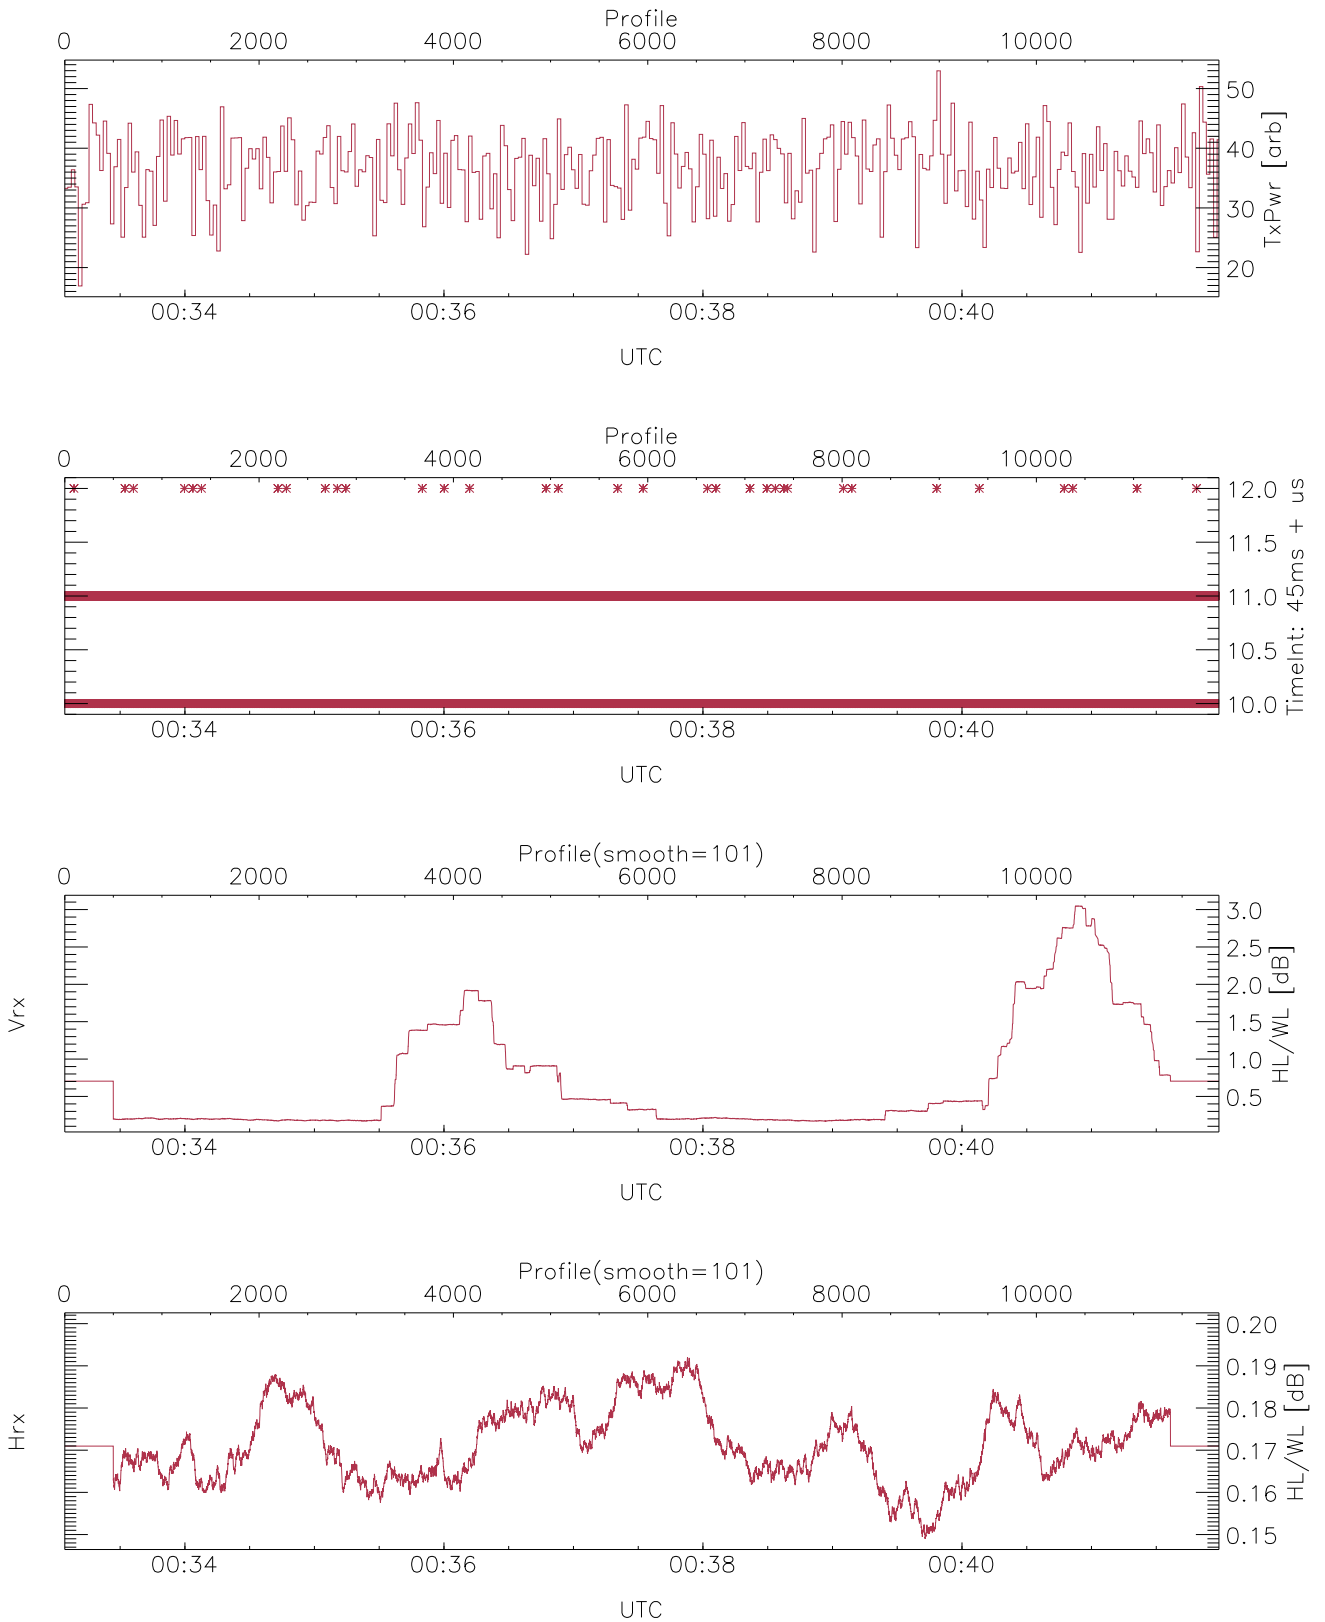 Profile
0 2000 4000 6000 8000 10000
50
40
30
20
TxPwr [arb]
00:34 00:36 00:38 00:40
UTC
Profile
0 2000 4000 6000 8000 10000
12.0
11.5
11.0
10.5
10.0
TimeInt: 45ms + us
00:34 00:36 00:38 00:40
UTC
Profile(smooth=101)
0 2000 4000 6000 8000 10000
Vrx
3.0
2.5
2.0
1.5
1.0
0.5
HL/WL [dB]
00:34 00:36 00:38 00:40
UTC
Profile(smooth=101)
0 2000 4000 6000 8000 10000
Hrx
0.20
0.19
0.18
0.17
0.16
0.15
HL/WL [dB]
00:34 00:36 00:38 00:40
UTC